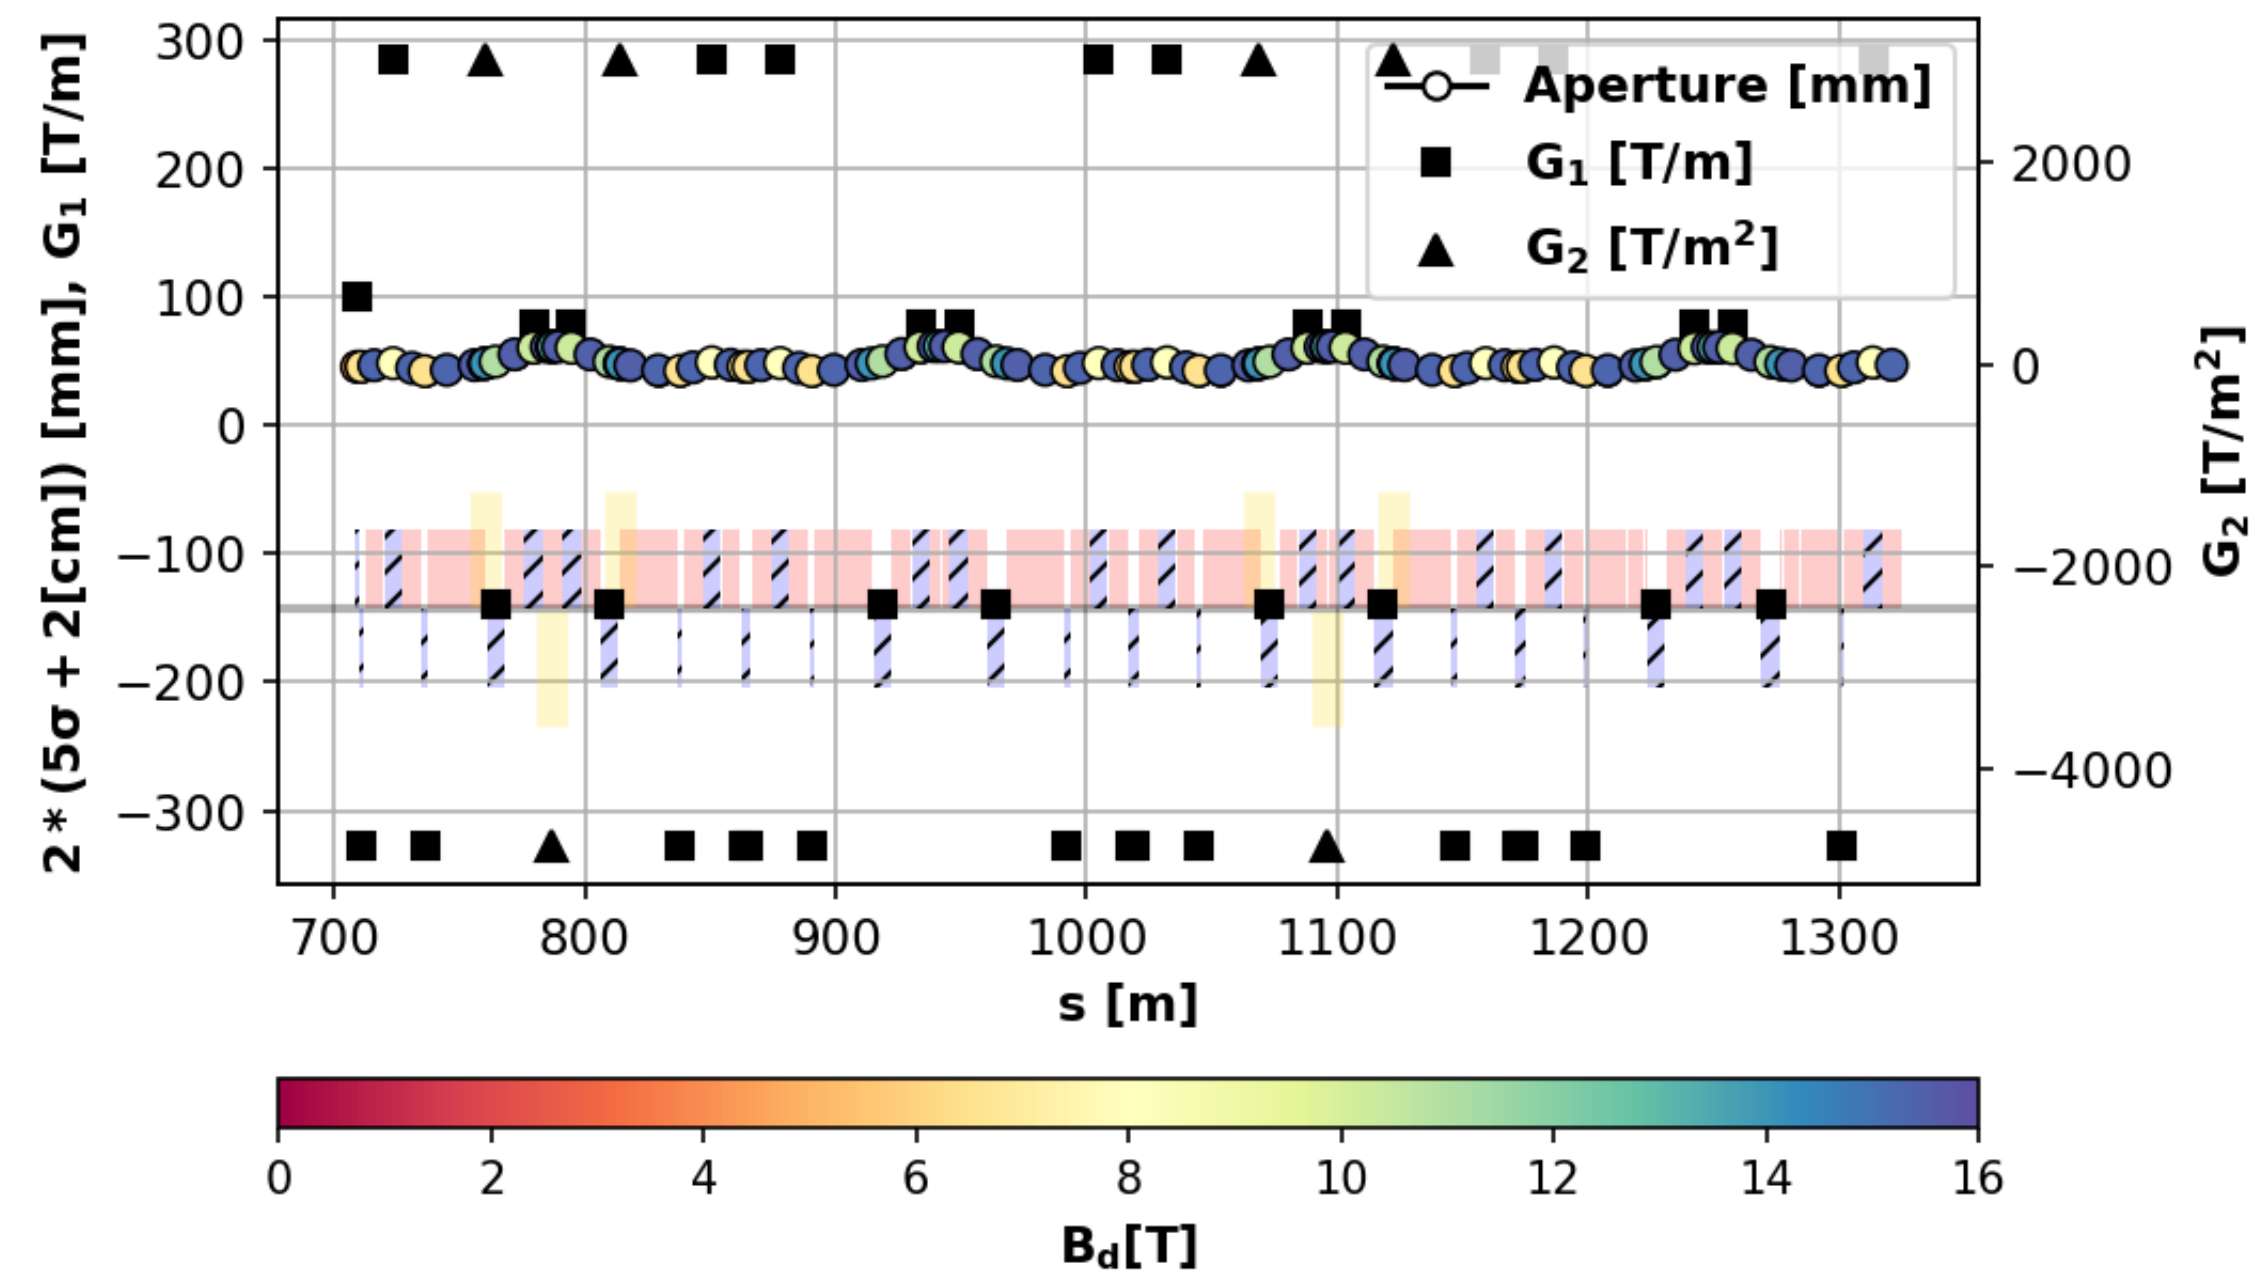 2 * (5σ + 2[cm]) [mm], G₁ [T/m]
300
200
100
0
−100
−200
−300
Aperture [mm]
G₁ [T/m]
G₂ [T/m²]
2000
0
−2000
−4000
G₂ [T/m²]
700 800 900 1000 1100 1200 1300
s [m]
0 2 4 6 8 10 12 14 16
B_d[T]